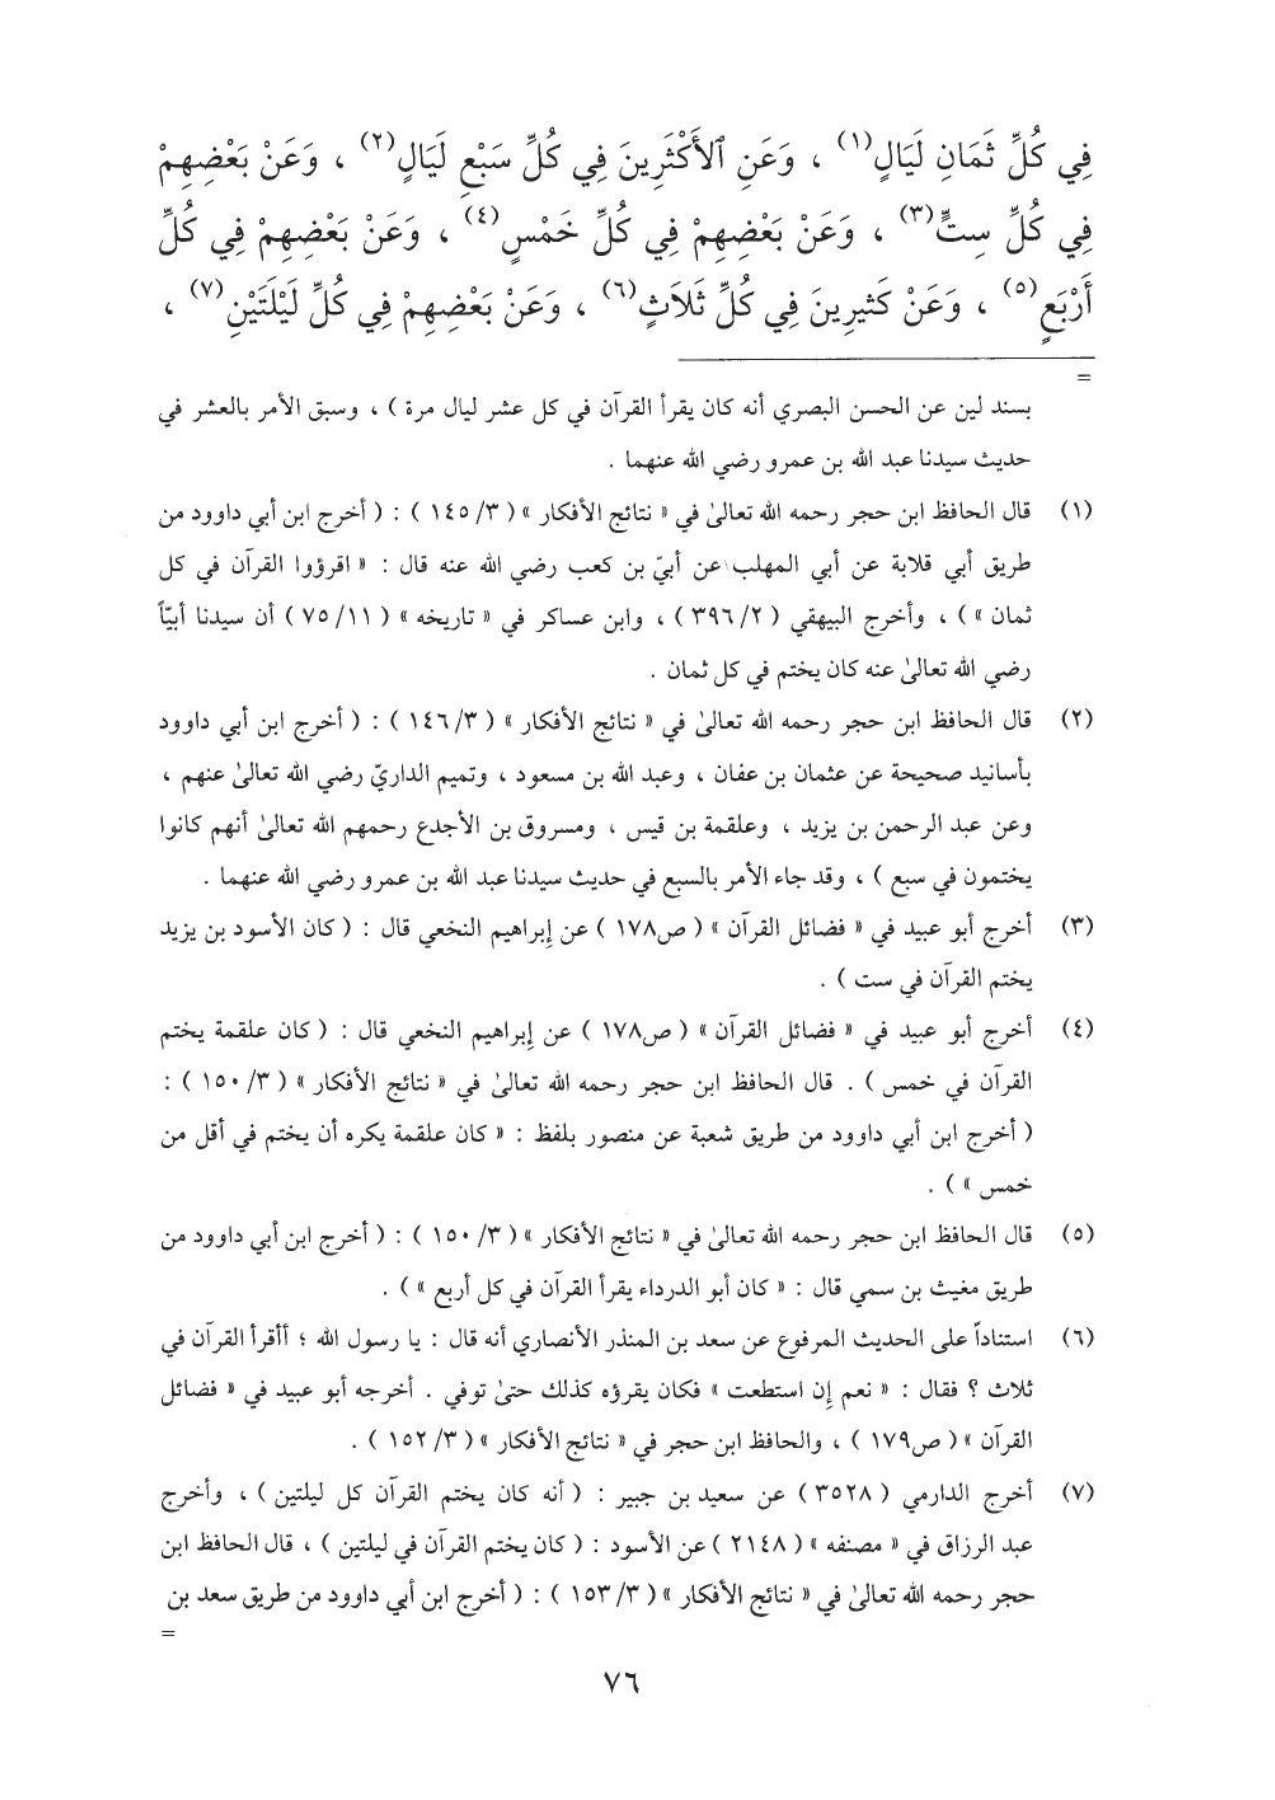 فِي كُلِّ ثَمَانِ لَيَالٍ(١) ، وَعَنِ ٱلأَكْثَرِينَ فِي كُلِّ سَبْعِ لَيَالٍ(٢) ، وَعَنْ بَعْضِهِمْ
فِي كُلِّ سِتٍّ(٣) ، وَعَنْ بَعْضِهِمْ فِي كُلِّ خَمْسٍ(٤) ، وَعَنْ بَعْضِهِمْ فِي كُلِّ
أَرْبَعٍ(٥) ، وَعَنْ كَثيرِينَ فِي كُلِّ ثَلاَثٍ(٦) ، وَعَنْ بَعْضِهِمْ فِي كُلِّ لَيْلَتَيْنِ(٧) ،
=
بسند لين عن الحسن البصري أنه كان يقرأ القرآن في كل عشر ليال مرة ) ، وسبق الأمر بالعشر في
حديث سيدنا عبد الله بن عمرو رضي الله عنهما .
(١) قال الحافظ ابن حجر رحمه الله تعالىٰ في « نتائج الأفكار » ( ٣/ ١٤٥ ) : ( أخرج ابن أبي داوود من
طريق أبي قلابة عن أبي المهلب عن أبيّ بن كعب رضي الله عنه قال : « اقرؤوا القرآن في كل
ثمان » ) ، وأخرج البيهقي ( ٢/ ٣٩٦ ) ، وابن عساكر في « تاريخه » ( ١١/ ٧٥ ) أن سيدنا أبيّاً
رضي الله تعالىٰ عنه كان يختم في كل ثمان .
(٢) قال الحافظ ابن حجر رحمه الله تعالىٰ في « نتائج الأفكار » ( ٣/ ١٤٦ ) : ( أخرج ابن أبي داوود
بأسانيد صحيحة عن عثمان بن عفان ، وعبد الله بن مسعود ، وتميم الداريّ رضي الله تعالىٰ عنهم ،
وعن عبد الرحمن بن يزيد ، وعلقمة بن قيس ، ومسروق بن الأجدع رحمهم الله تعالىٰ أنهم كانوا
يختمون في سبع ) ، وقد جاء الأمر بالسبع في حديث سيدنا عبد الله بن عمرو رضي الله عنهما .
(٣) أخرج أبو عبيد في « فضائل القرآن » ( ص١٧٨ ) عن إبراهيم النخعي قال : ( كان الأسود بن يزيد
يختم القرآن في ست ) .
(٤) أخرج أبو عبيد في « فضائل القرآن » ( ص١٧٨ ) عن إبراهيم النخعي قال : ( كان علقمة يختم
القرآن في خمس ) . قال الحافظ ابن حجر رحمه الله تعالىٰ في « نتائج الأفكار » ( ٣/ ١٥٠ ) :
( أخرج ابن أبي داوود من طريق شعبة عن منصور بلفظ : « كان علقمة يكره أن يختم في أقل من
خمس » ) .
(٥) قال الحافظ ابن حجر رحمه الله تعالىٰ في « نتائج الأفكار » ( ٣/ ١٥٠ ) : ( أخرج ابن أبي داوود من
طريق مغيث بن سمي قال : « كان أبو الدرداء يقرأ القرآن في كل أربع » ) .
(٦) استناداً على الحديث المرفوع عن سعد بن المنذر الأنصاري أنه قال : يا رسول الله ؛ أأقرأ القرآن في
ثلاث ؟ فقال : « نعم إن استطعت » فكان يقرؤه كذلك حتىٰ توفي . أخرجه أبو عبيد في « فضائل
القرآن » ( ص١٧٩ ) ، والحافظ ابن حجر في « نتائج الأفكار » ( ٣/ ١٥٢ ) .
(٧) أخرج الدارمي ( ٣٥٢٨ ) عن سعيد بن جبير : ( أنه كان يختم القرآن كل ليلتين ) ، وأخرج
عبد الرزاق في « مصنفه » ( ٢١٤٨ ) عن الأسود : ( كان يختم القرآن في ليلتين ) ، قال الحافظ ابن
حجر رحمه الله تعالىٰ في « نتائج الأفكار » ( ٣/ ١٥٣ ) : ( أخرج ابن أبي داوود من طريق سعد بن
=
٧٦